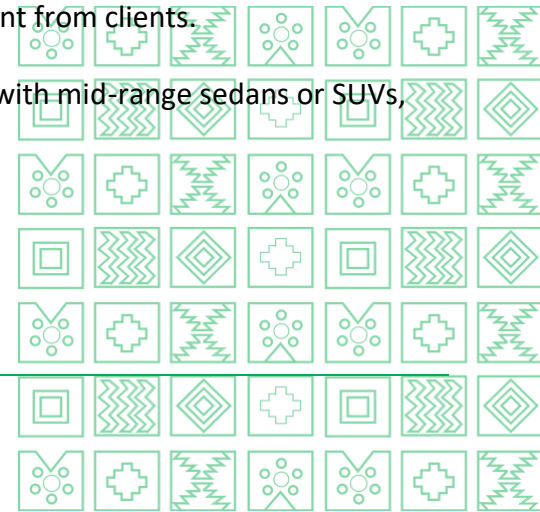 nt from clients.
with mid-range sedans or SUVs,